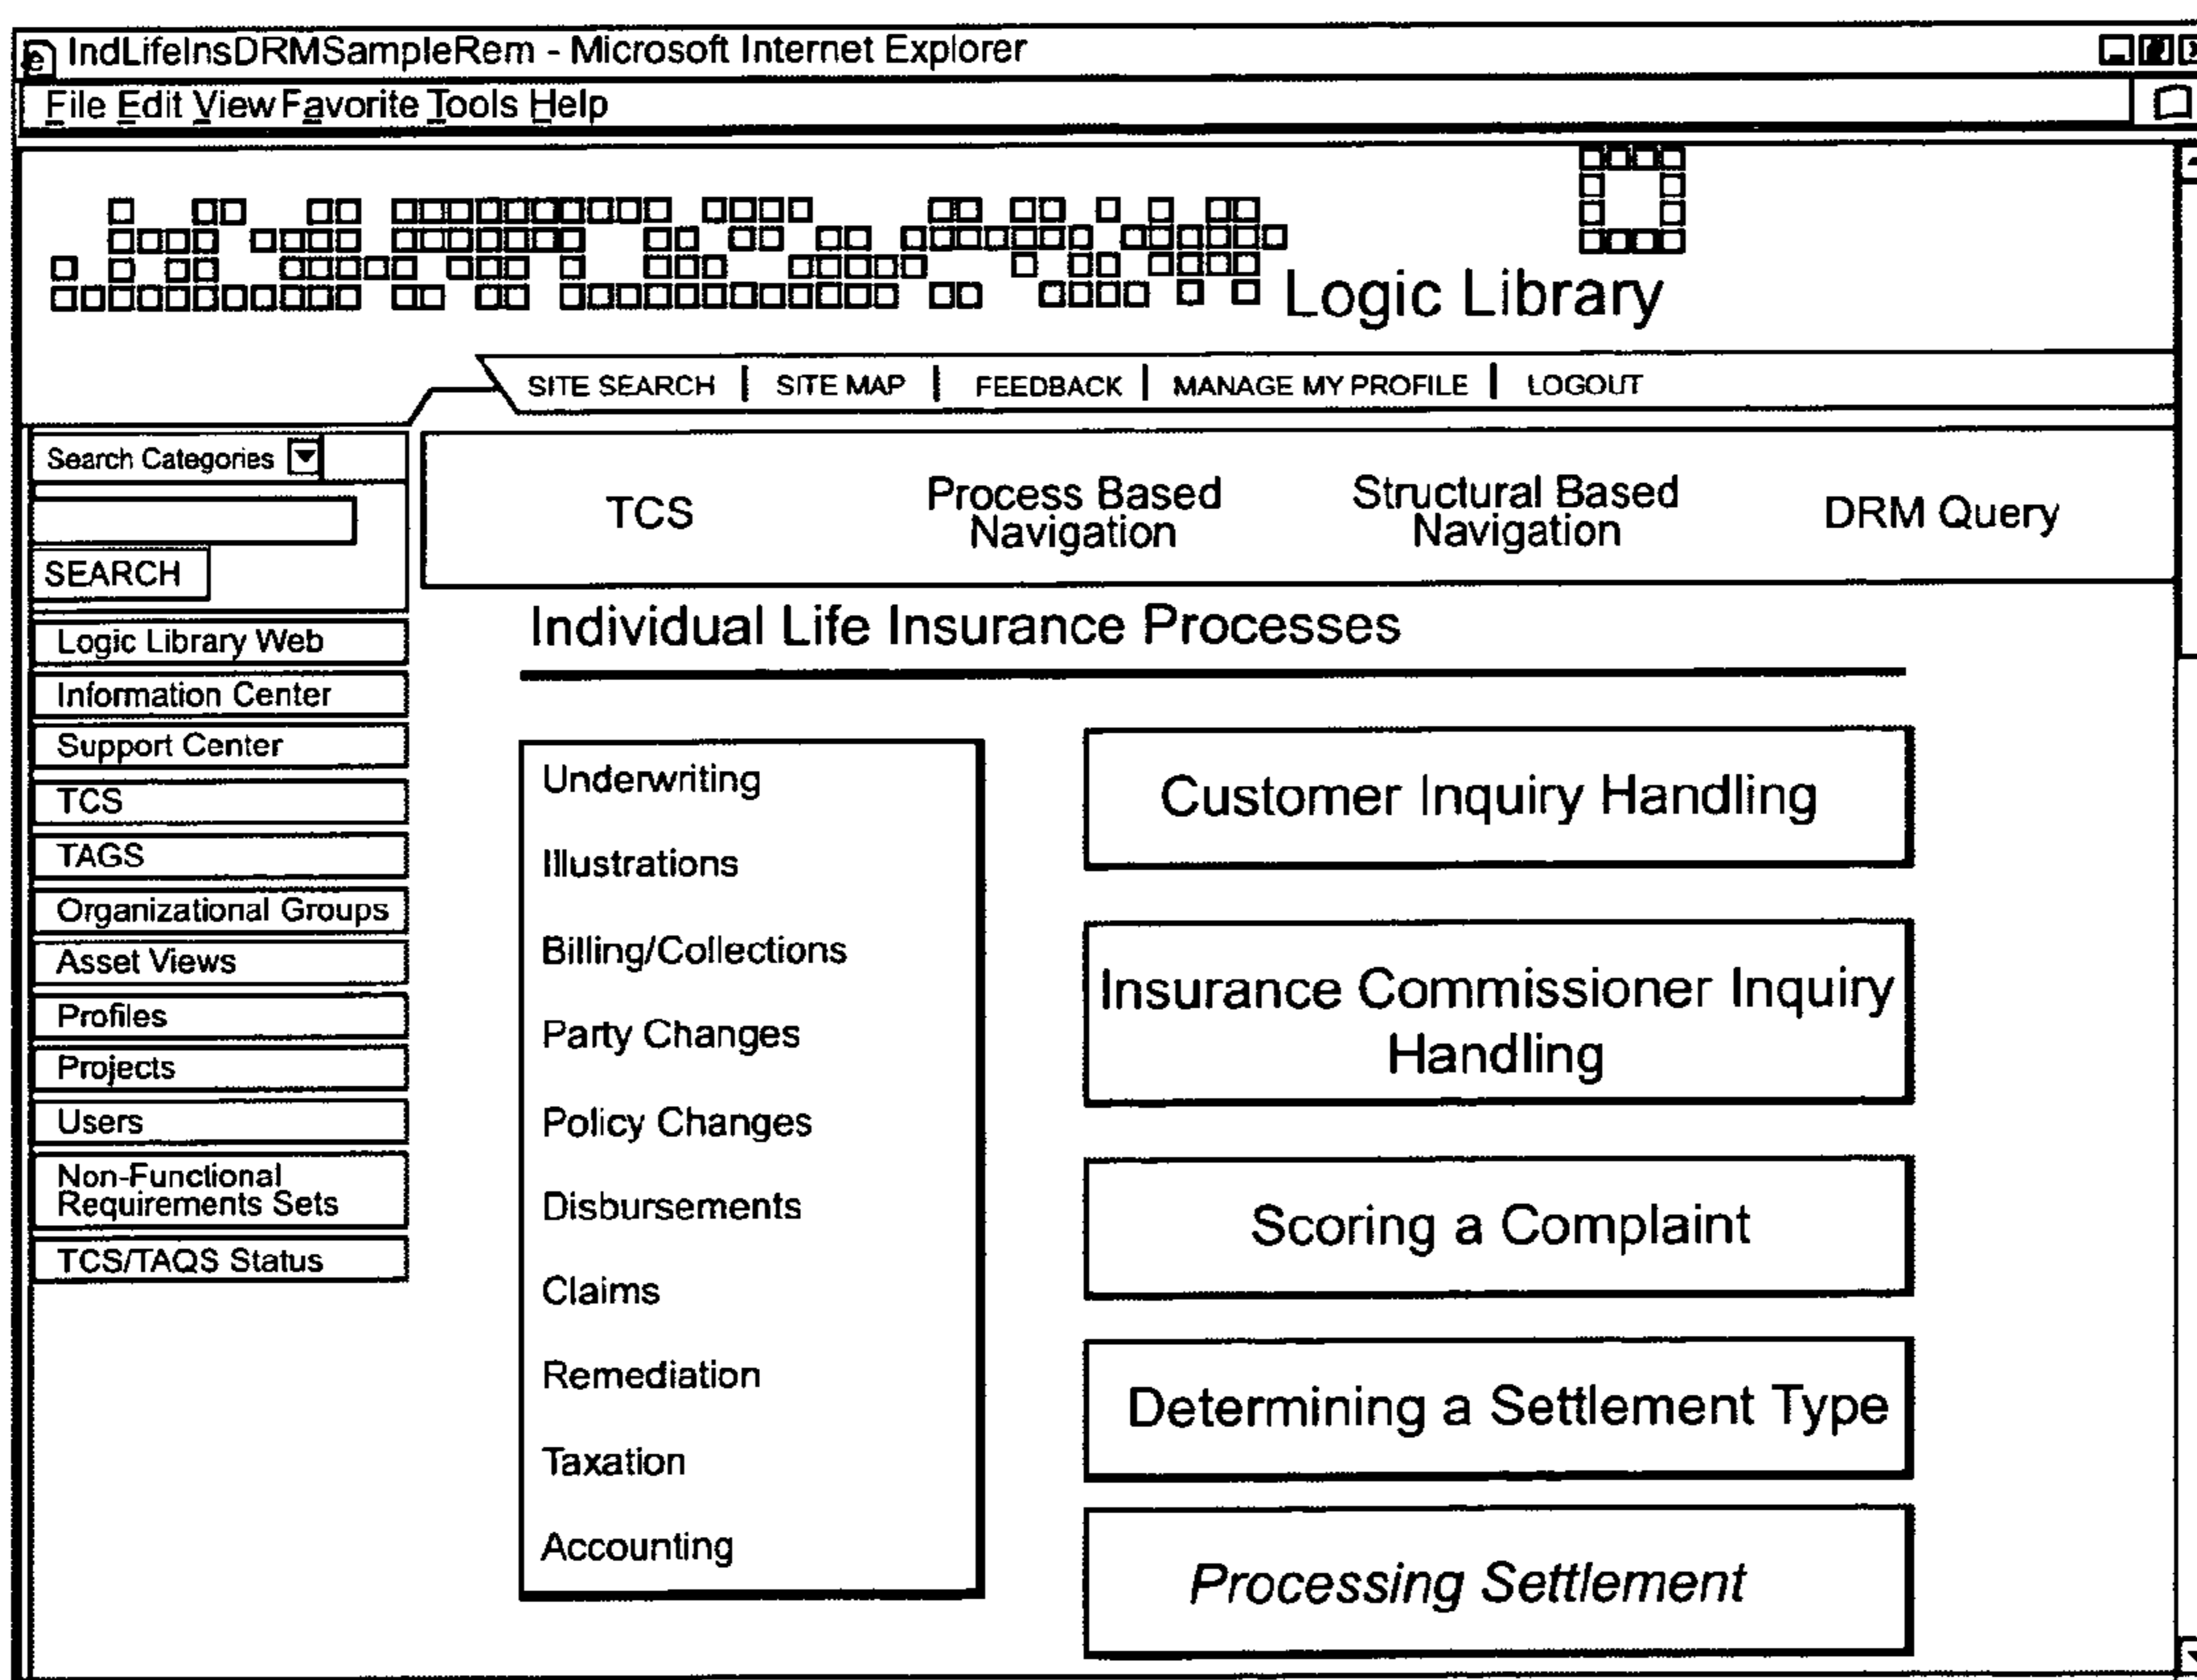 IndLifeInsDRMSampleRem - Microsoft Internet Explorer
File Edit View Favorite Tools Help
Logic Library
SITE SEARCH | SITE MAP | FEEDBACK | MANAGE MY PROFILE | LOGOUT
Search Categories
SEARCH
Logic Library Web
Information Center
Support Center
TCS
TAGS
Organizational Groups
Asset Views
Profiles
Projects
Users
Non-Functional
Requirements Sets
TCS/TAQS Status
TCS
Process Based
Navigation
Structural Based
Navigation
DRM Query
Individual Life Insurance Processes
Underwriting
Illustrations
Billing/Collections
Party Changes
Policy Changes
Disbursements
Claims
Remediation
Taxation
Accounting
Customer Inquiry Handling
Insurance Commissioner Inquiry
Handling
Scoring a Complaint
Determining a Settlement Type
Processing Settlement